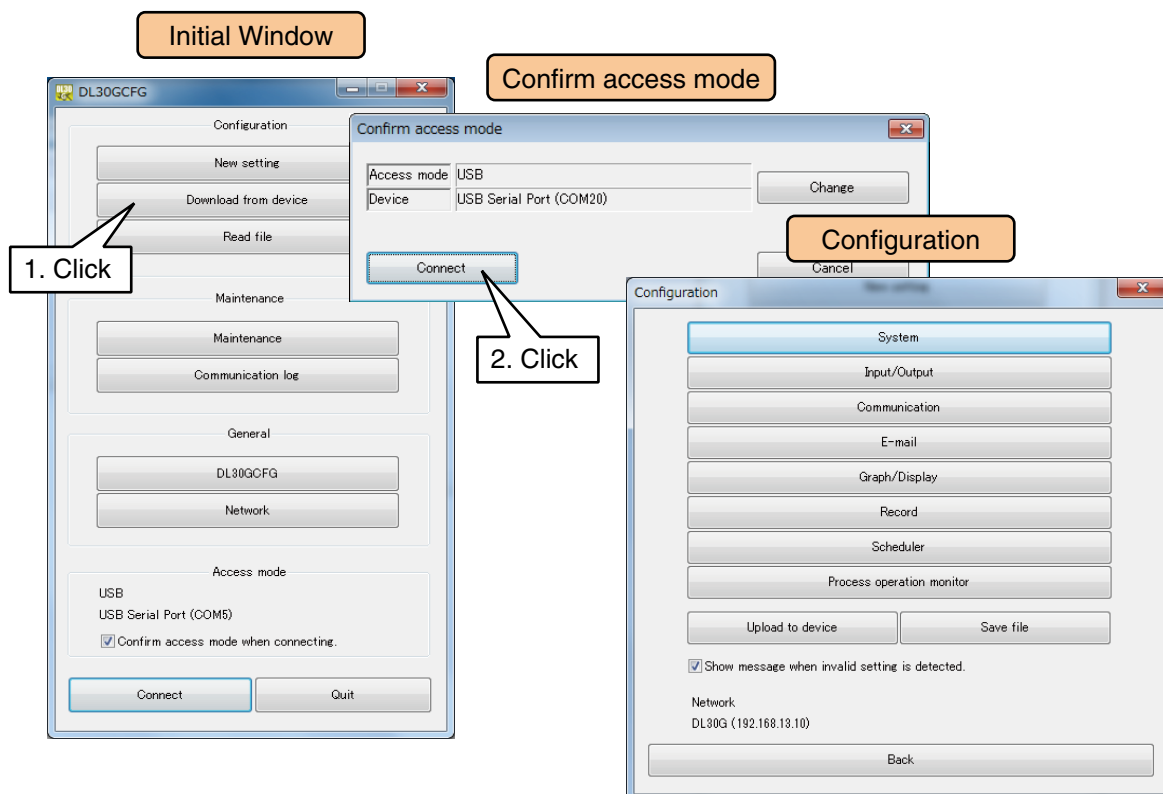 Initial Window
DL30GCFG
Configuration
New setting
Download from device
Read file
1. Click
Maintenance
Maintenance
Communication log
General
DL30GCFG
Network
Access mode
USB
USB Serial Port (COM5)
Confirm access mode when connecting.
Connect
Quit
Confirm access mode
Confirm access mode
Access mode
USB
Device
USB Serial Port (COM20)
Change
Connect
Cancel
2. Click
Configuration
Configuration
New setting
System
Input/Output
Communication
E-mail
Graph/Display
Record
Scheduler
Process operation monitor
Upload to device
Save file
Show message when invalid setting is detected.
Network
DL30G (192.168.13.10)
Back